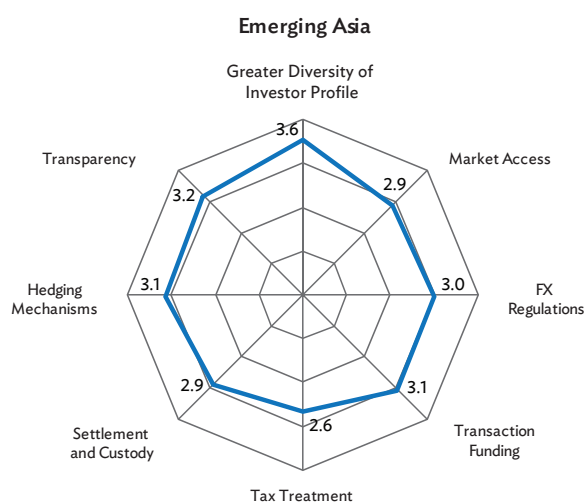 Emerging Asia
Greater Diversity of
Investor Profile
3.6
Transparency
Market Access
3.2
2.9
Hedging
Mechanisms
3.1
3.0
FX
Regulations
2.9
3.1
Settlement
and Custody
2.6
Transaction
Funding
Tax Treatment